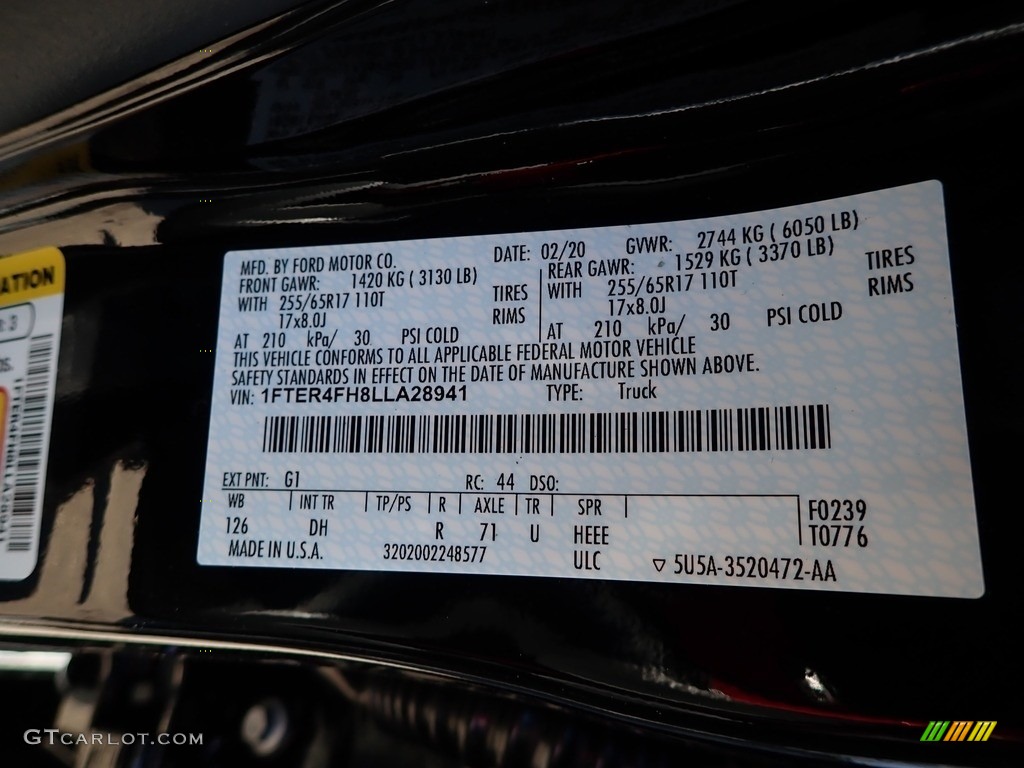 MFD. BY FORD MOTOR CO. DATE: 02/20 GVWR: 2744 KG ( 6050 LB)
FRONT GAWR: 1420 KG ( 3130 LB) REAR GAWR: 1529 KG ( 3370 LB)
WITH 255/65R17 110T TIRES WITH 255/65R17 110T TIRES
17x8.0J RIMS 17x8.0J RIMS
AT 210 kPa/ 30 PSI COLD AT 210 kPa/ 30 PSI COLD
THIS VEHICLE CONFORMS TO ALL APPLICABLE FEDERAL MOTOR VEHICLE
SAFETY STANDARDS IN EFFECT ON THE DATE OF MANUFACTURE SHOWN ABOVE.
VIN: 1FTER4FH8LLA28941 TYPE: Truck
EXT PNT: G1 RC: 44 DSO:
WB INT TR TP/PS R AXLE TR SPR F0239
126 DH R 71 U HEEE T0776
MADE IN U.S.A. 3202002248577 ULC ▽ 5U5A-3520472-AA
ATION
: 3
1FTER4FH8LLA28941
GTCARLOT.COM